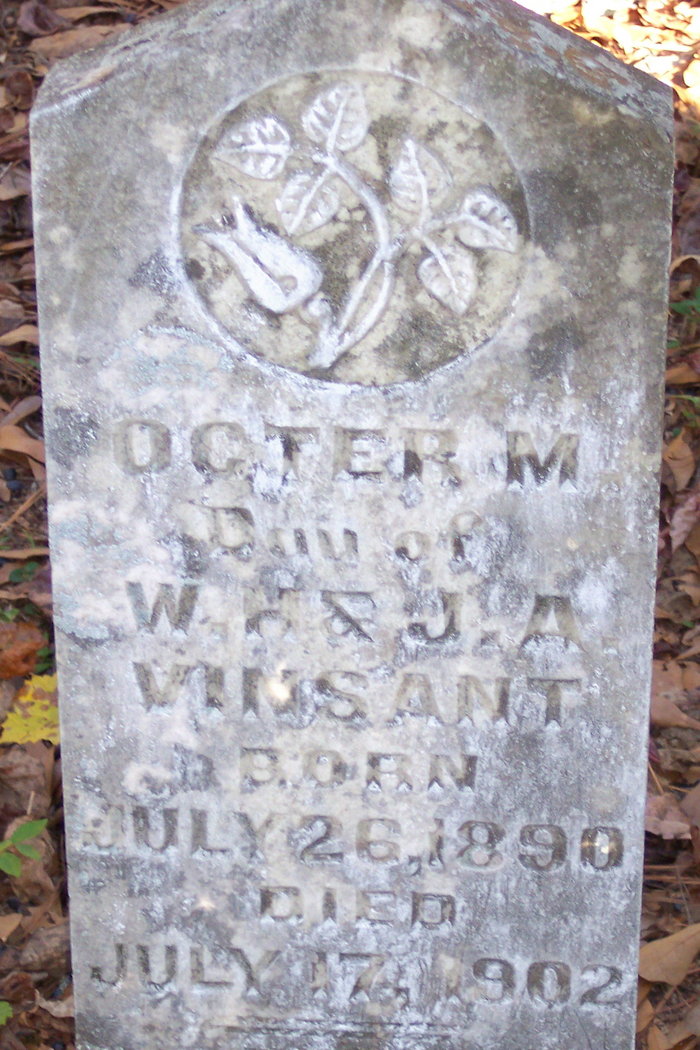 OCTER M.
Dau of
W. H & J. A.
VINSANT
BORN
JULY 26, 1890
DIED
JULY 17, 1902